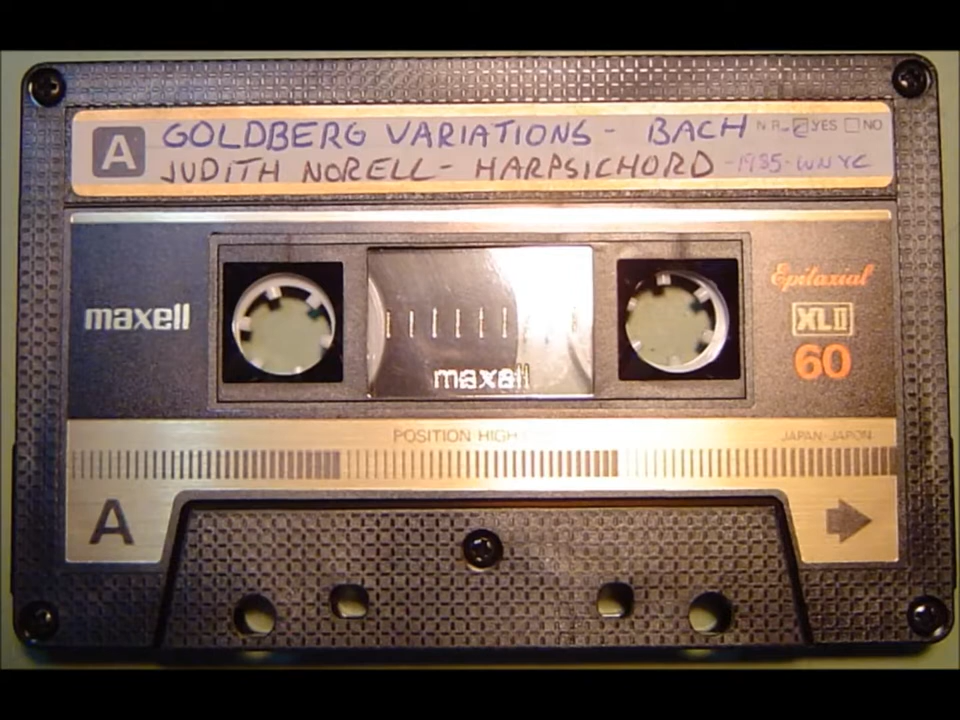 A GOLDBERG VARIATIONS - BACH N.R. YES NO
JUDITH NORELL - HARPSICHORD - 1985 - WNYC
maxell
maxell
Epitaxial
XLII
60
POSITION HIGH
JAPAN-JAPON
A